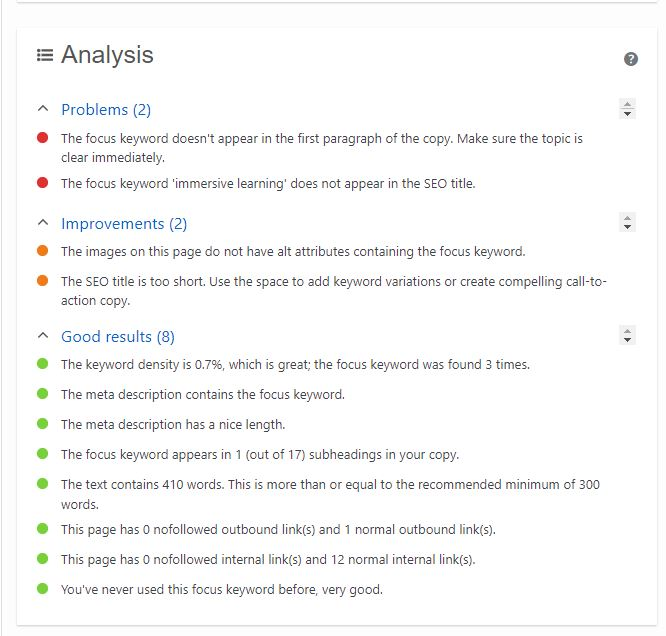 Analysis
?
Problems (2)
The focus keyword doesn't appear in the first paragraph of the copy. Make sure the topic is
clear immediately.
The focus keyword 'immersive learning' does not appear in the SEO title.
Improvements (2)
The images on this page do not have alt attributes containing the focus keyword.
The SEO title is too short. Use the space to add keyword variations or create compelling call-to-
action copy.
Good results (8)
The keyword density is 0.7%, which is great; the focus keyword was found 3 times.
The meta description contains the focus keyword.
The meta description has a nice length.
The focus keyword appears in 1 (out of 17) subheadings in your copy.
The text contains 410 words. This is more than or equal to the recommended minimum of 300
words.
This page has 0 nofollowed outbound link(s) and 1 normal outbound link(s).
This page has 0 nofollowed internal link(s) and 12 normal internal link(s).
You've never used this focus keyword before, very good.